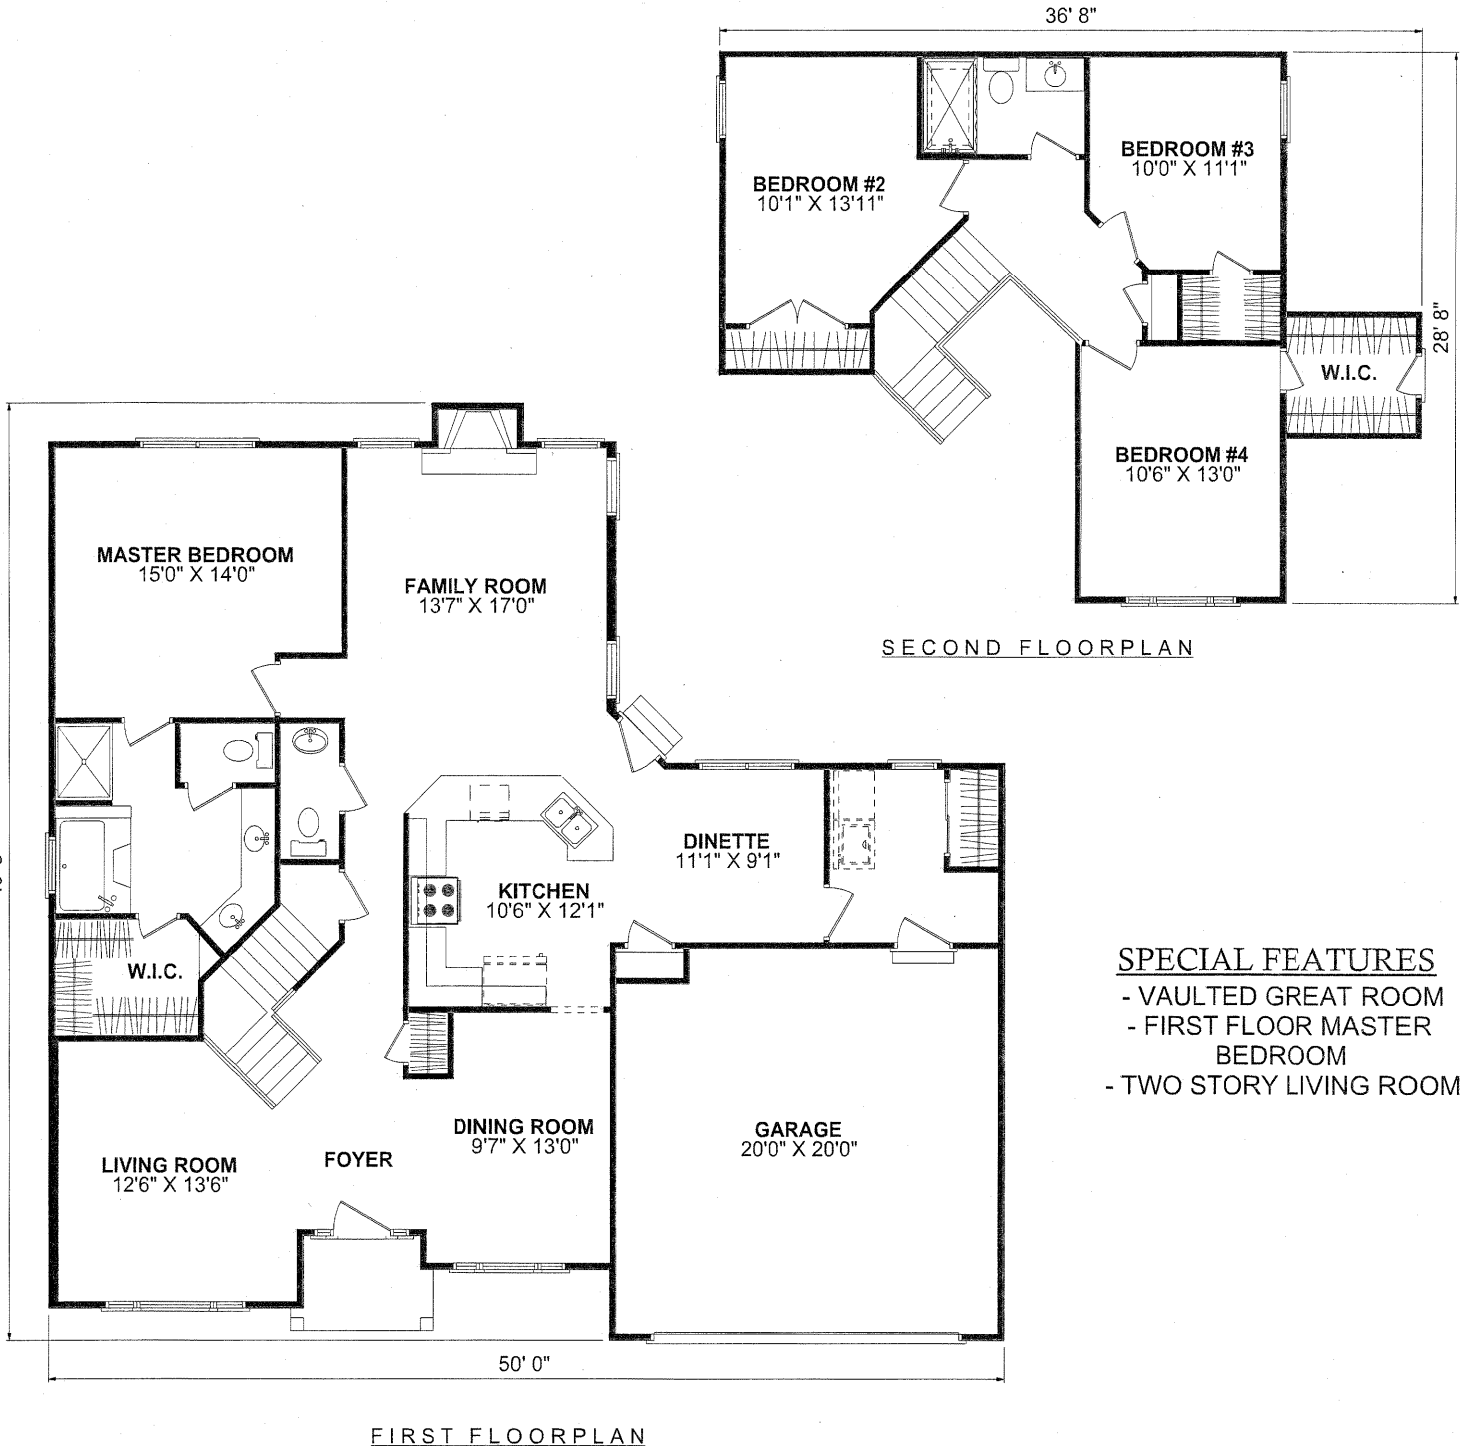 36' 8"
BEDROOM #3
10'0" X 11'1"
BEDROOM #2
10'1" X 13'11"
28' 8"
W.I.C.
BEDROOM #4
10'6" X 13'0"
SECOND FLOORPLAN
MASTER BEDROOM
15'0" X 14'0"
FAMILY ROOM
13'7" X 17'0"
DINETTE
11'1" X 9'1"
KITCHEN
10'6" X 12'1"
W.I.C.
SPECIAL FEATURES
- VAULTED GREAT ROOM
- FIRST FLOOR MASTER
BEDROOM
- TWO STORY LIVING ROOM
DINING ROOM
9'7" X 13'0"
GARAGE
20'0" X 20'0"
LIVING ROOM
12'6" X 13'6"
FOYER
50' 0"
FIRST FLOORPLAN